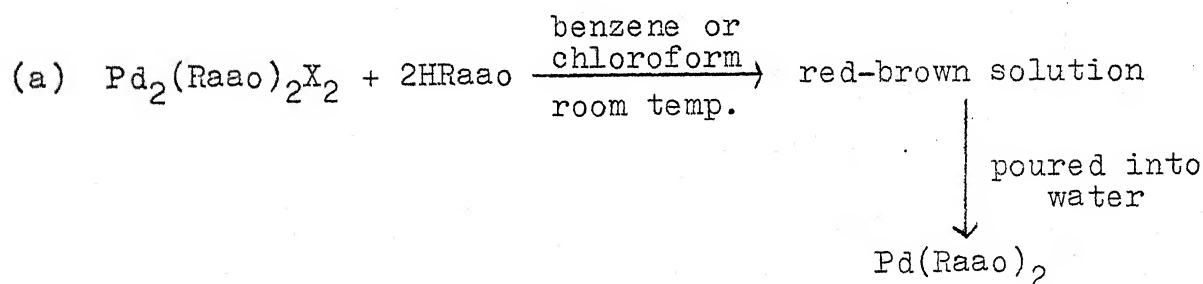 benzene or
chloroform
(a) Pd₂(Raao)₂X₂ + 2HRaao → red-brown solution
room temp.
poured into
water
↓
Pd(Raao)₂